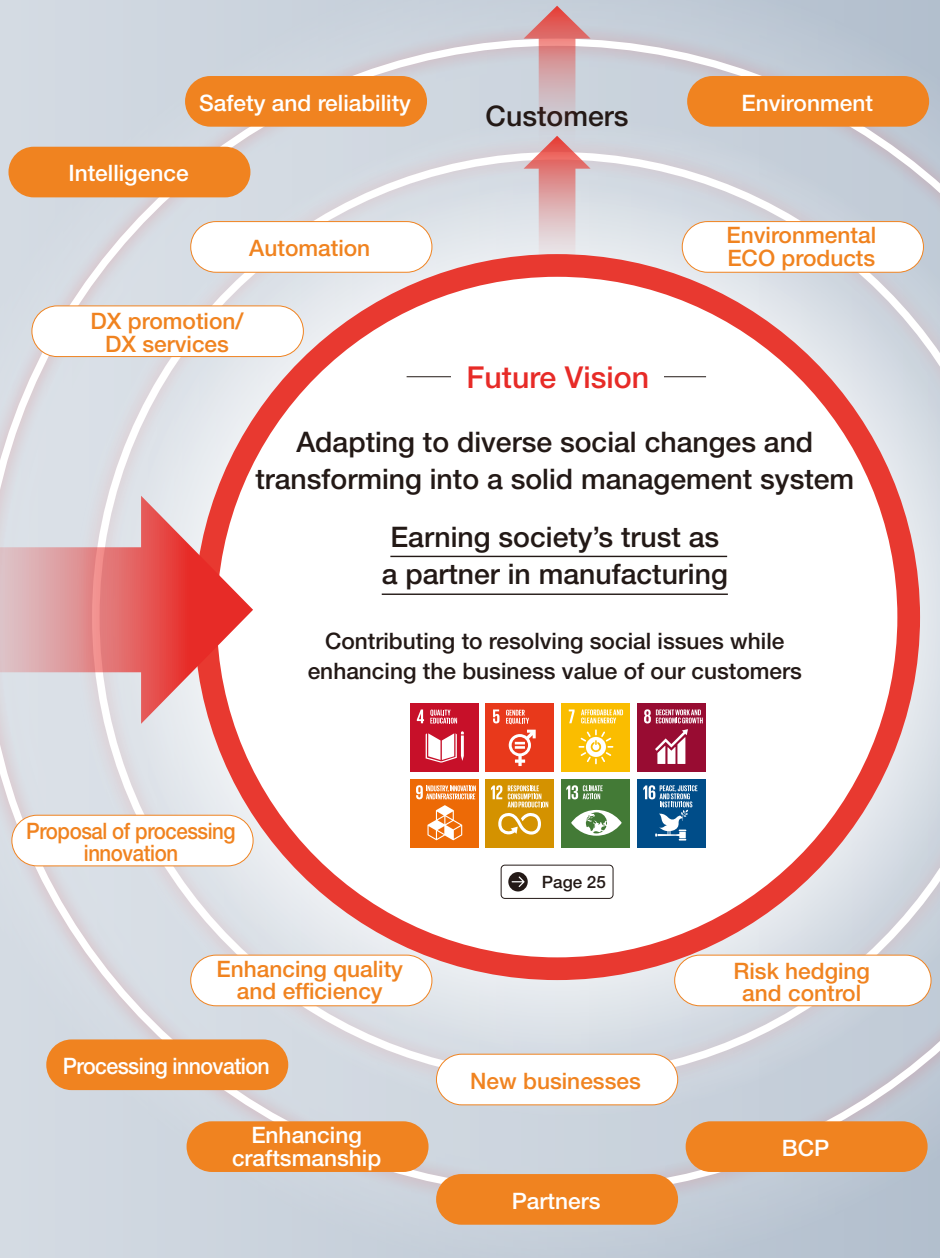 Safety and reliability
Customers
Environment
Intelligence
Automation
Environmental
ECO products
DX promotion/
DX services
Future Vision
Adapting to diverse social changes and
transforming into a solid management system
Earning society's trust as
a partner in manufacturing
Contributing to resolving social issues while
enhancing the business value of our customers
4 QUALITY
EDUCATION
5 GENDER
EQUALITY
7 AFFORDABLE AND
CLEAN ENERGY
8 DECENT WORK AND
ECONOMIC GROWTH
9 INDUSTRY, INNOVATION
AND INFRASTRUCTURE
12 RESPONSIBLE
CONSUMPTION
AND PRODUCTION
13 CLIMATE
ACTION
16 PEACE, JUSTICE
AND STRONG
INSTITUTIONS
Page 25
Proposal of processing
innovation
Enhancing quality
and efficiency
Risk hedging
and control
Processing innovation
New businesses
Enhancing
craftsmanship
BCP
Partners